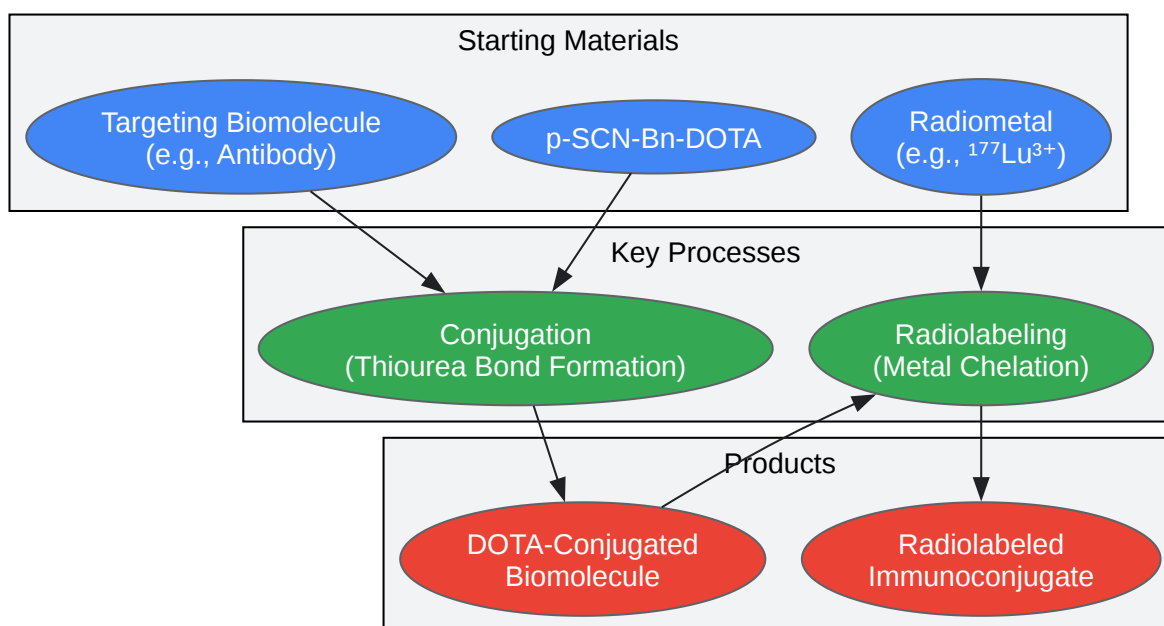 Starting Materials
Targeting Biomolecule
(e.g., Antibody)
p-SCN-Bn-DOTA
Radiometal
(e.g., ¹⁷⁷Lu³⁺)
Key Processes
Conjugation
(Thiourea Bond Formation)
Radiolabeling
(Metal Chelation)
Products
DOTA-Conjugated
Biomolecule
Radiolabeled
Immunoconjugate